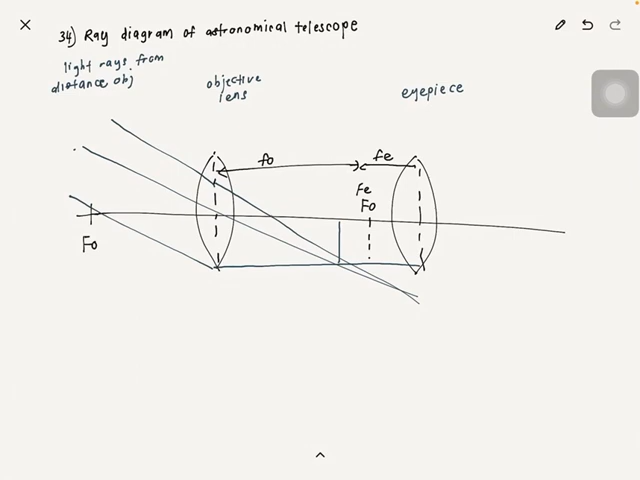 34) Ray diagram of astronomical telescope
light rays from
distance obj
objective
lens
eyepiece
fo
fe
Fe
Fo
Fo